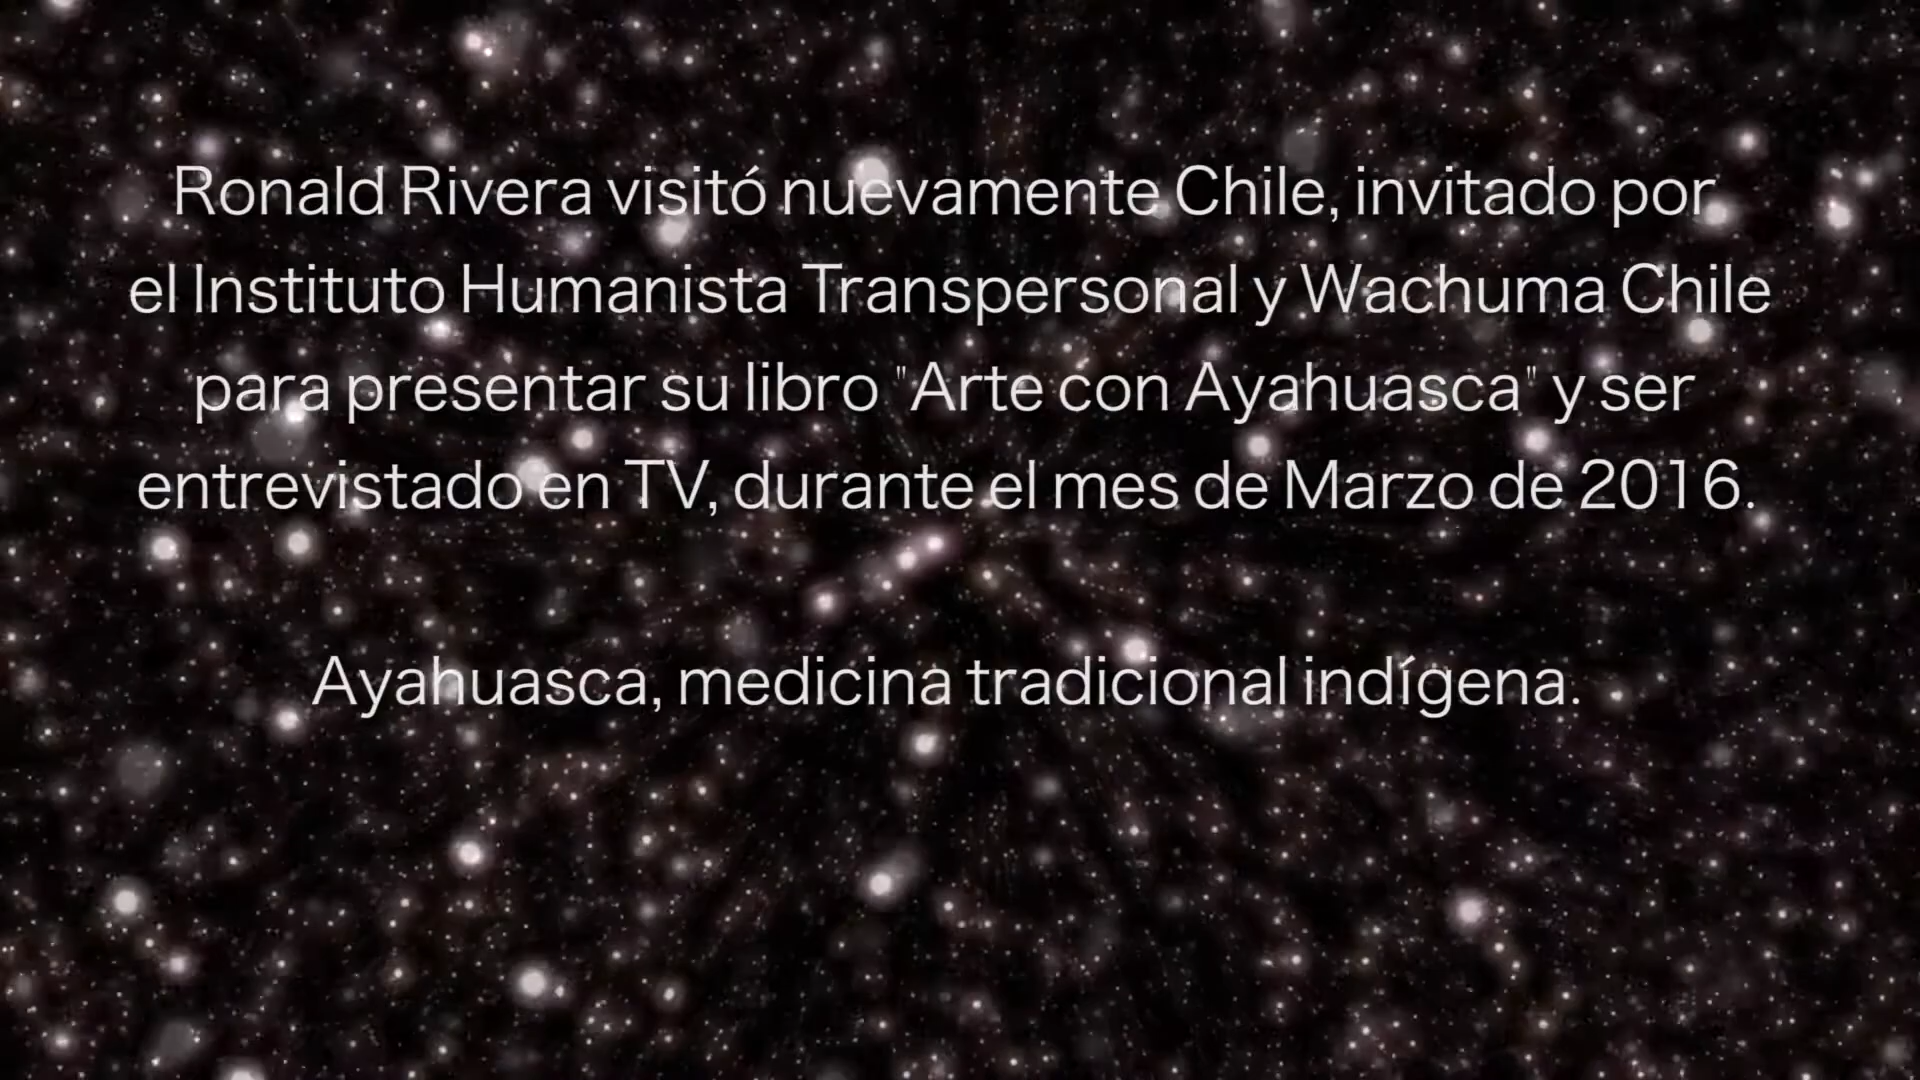 Ronald Rivera visitó nuevamente Chile, invitado por
el Instituto Humanista Transpersonal y Wachuma Chile
para presentar su libro "Arte con Ayahuasca" y ser
entrevistado en TV, durante el mes de Marzo de 2016.
Ayahuasca, medicina tradicional indígena.